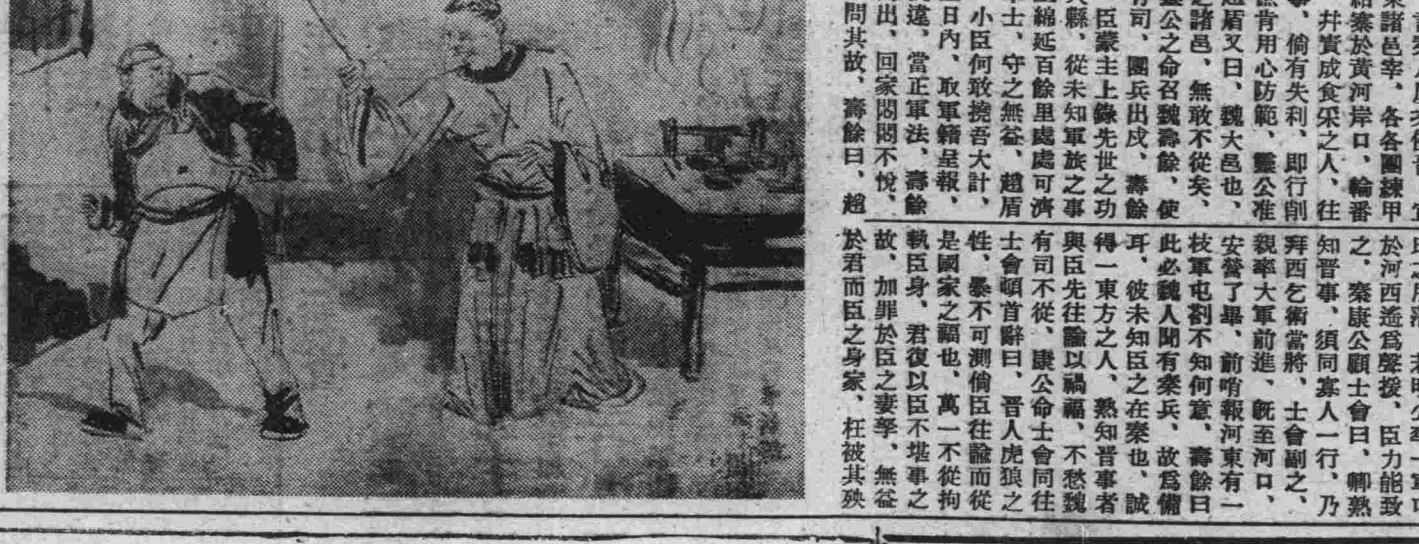 東諸邑宰、各各團練甲
結寨於黃河岸口、輪番
、幷責成食采之人、往
事、倘有失利、即行削
庶肯用心防範、靈公准
趙盾又曰、魏大邑也、
之諸邑、無敢不從矣、
靈公之命召魏壽餘、使
有司、團兵出戍、壽餘
臣蒙主上錄先世之功
大縣、從未知軍旅之事
綿延百餘里處處可濟
士、守之無益、趙盾
小臣何敢撓吾大計、
日內、取軍籍呈報、
違、當正軍法、壽餘
出、回家悶悶不悅、
問其故、壽餘曰、趙
於河西遙爲聲援、臣力能致
之、秦康公顧士會曰、卿熟
知晋事、須同寡人一行、乃
拜西乞術當將、士會副之、
親率大軍前進、旣至河口、
安營了畢、前哨報河東有一
枝軍屯剳不知何意、壽餘曰
此必魏人聞有秦兵、故爲備
耳、彼未知臣之在秦也、誠
得一東方之人、熟知晋事者
與臣先往諭以禍福、不愁魏
有司不從、康公命士會同往
士會頓首辭曰、晋人虎狼之
性、暴不可測倘臣往諭而從
是國家之福也、萬一不從拘
執臣身、君復以臣不堪事之
故、加罪於臣之妻孥、無益
於君而臣之身家、枉被其殃